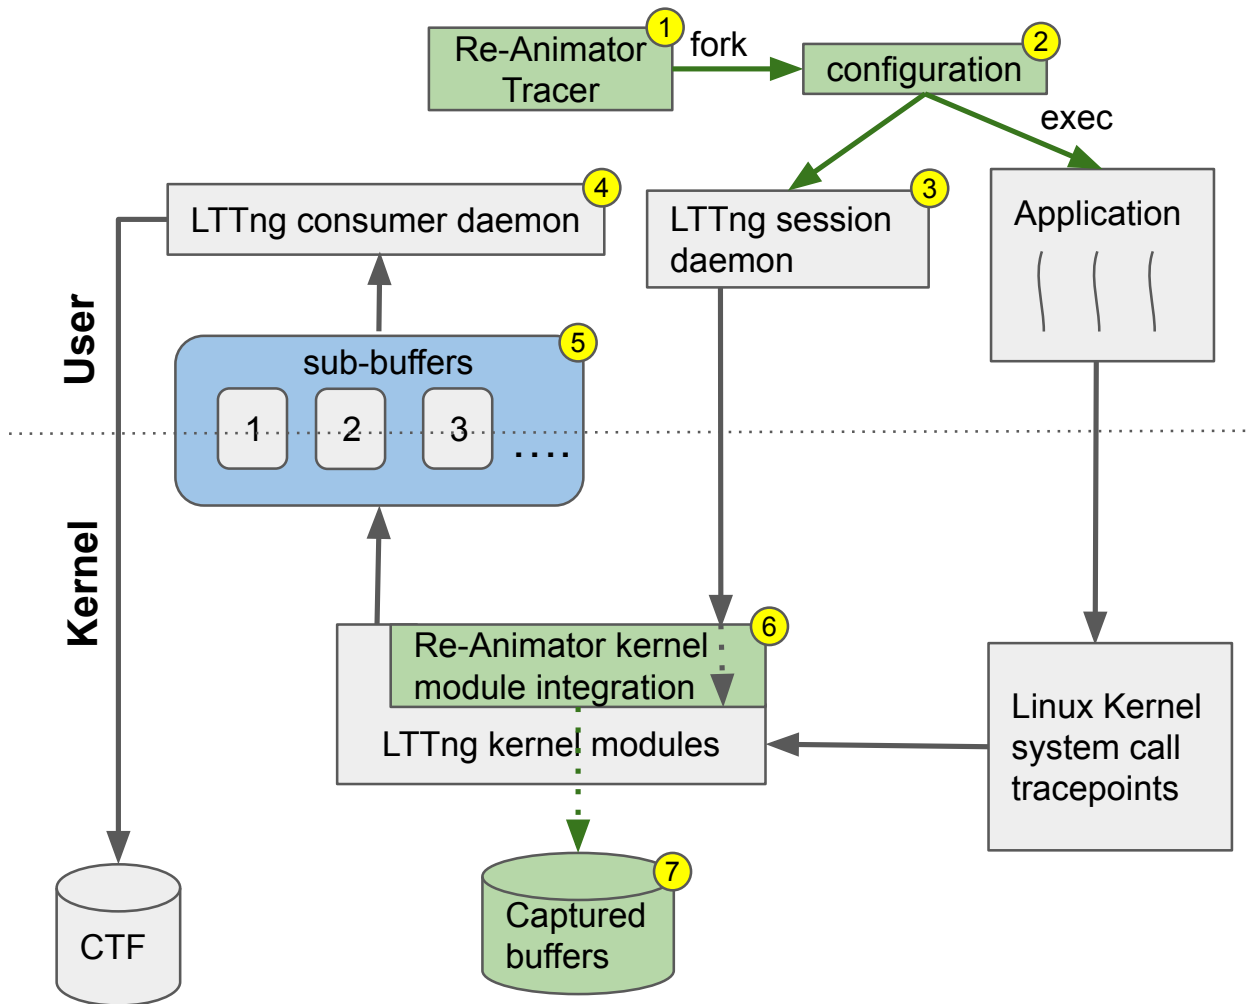 1
Re-Animator
Tracer
fork
2
configuration
exec
4
LTTng consumer daemon
3
LTTng session
daemon
Application
User
5
sub-buffers
1
2
3
....
Kernel
6
Re-Animator kernel
module integration
LTTng kernel modules
Linux Kernel
system call
tracepoints
7
Captured
buffers
CTF